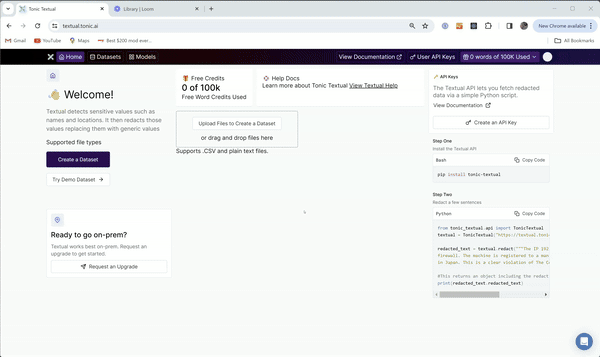 Tonic Textual
Library | Loom
textual.tonic.ai
New Chrome available
Gmail
YouTube
Maps
Best $200 mod ever...
All Bookmarks
Home
Datasets
Models
View Documentation
User API Keys
0 words of 100K Used
Welcome!
Textual detects sensitive values such as
names and locations. It then redacts those
values replacing them with generic values
Supported file types
Create a Dataset
Try Demo Dataset
Ready to go on-prem?
Textual works best on-prem. Request an
upgrade to get started.
Request an Upgrade
Free Credits
0 of 100k
Free Word Credits Used
Help Docs
Learn more about Tonic Textual View Textual Help
Upload Files to Create a Dataset
or drag and drop files here
Supports .CSV and plain text files.
API Keys
The Textual API lets you fetch redacted
data via a simple Python script.
View Documentation
Create an API Key
Step One
Install the Textual API
Bash
Copy Code
pip install tonic-textual
Step Two
Redact a few sentences
Python
Copy Code
from tonic_textual.api import TonicTextual
textual = TonicTextual("https://textual.toni
redacted_text = textual.redact("""The IP 192
firewall. The machine is registered to a man
in Japan. This is a clear violation of The C
#This returns an object including the redact
print(redacted_text.redacted_text)